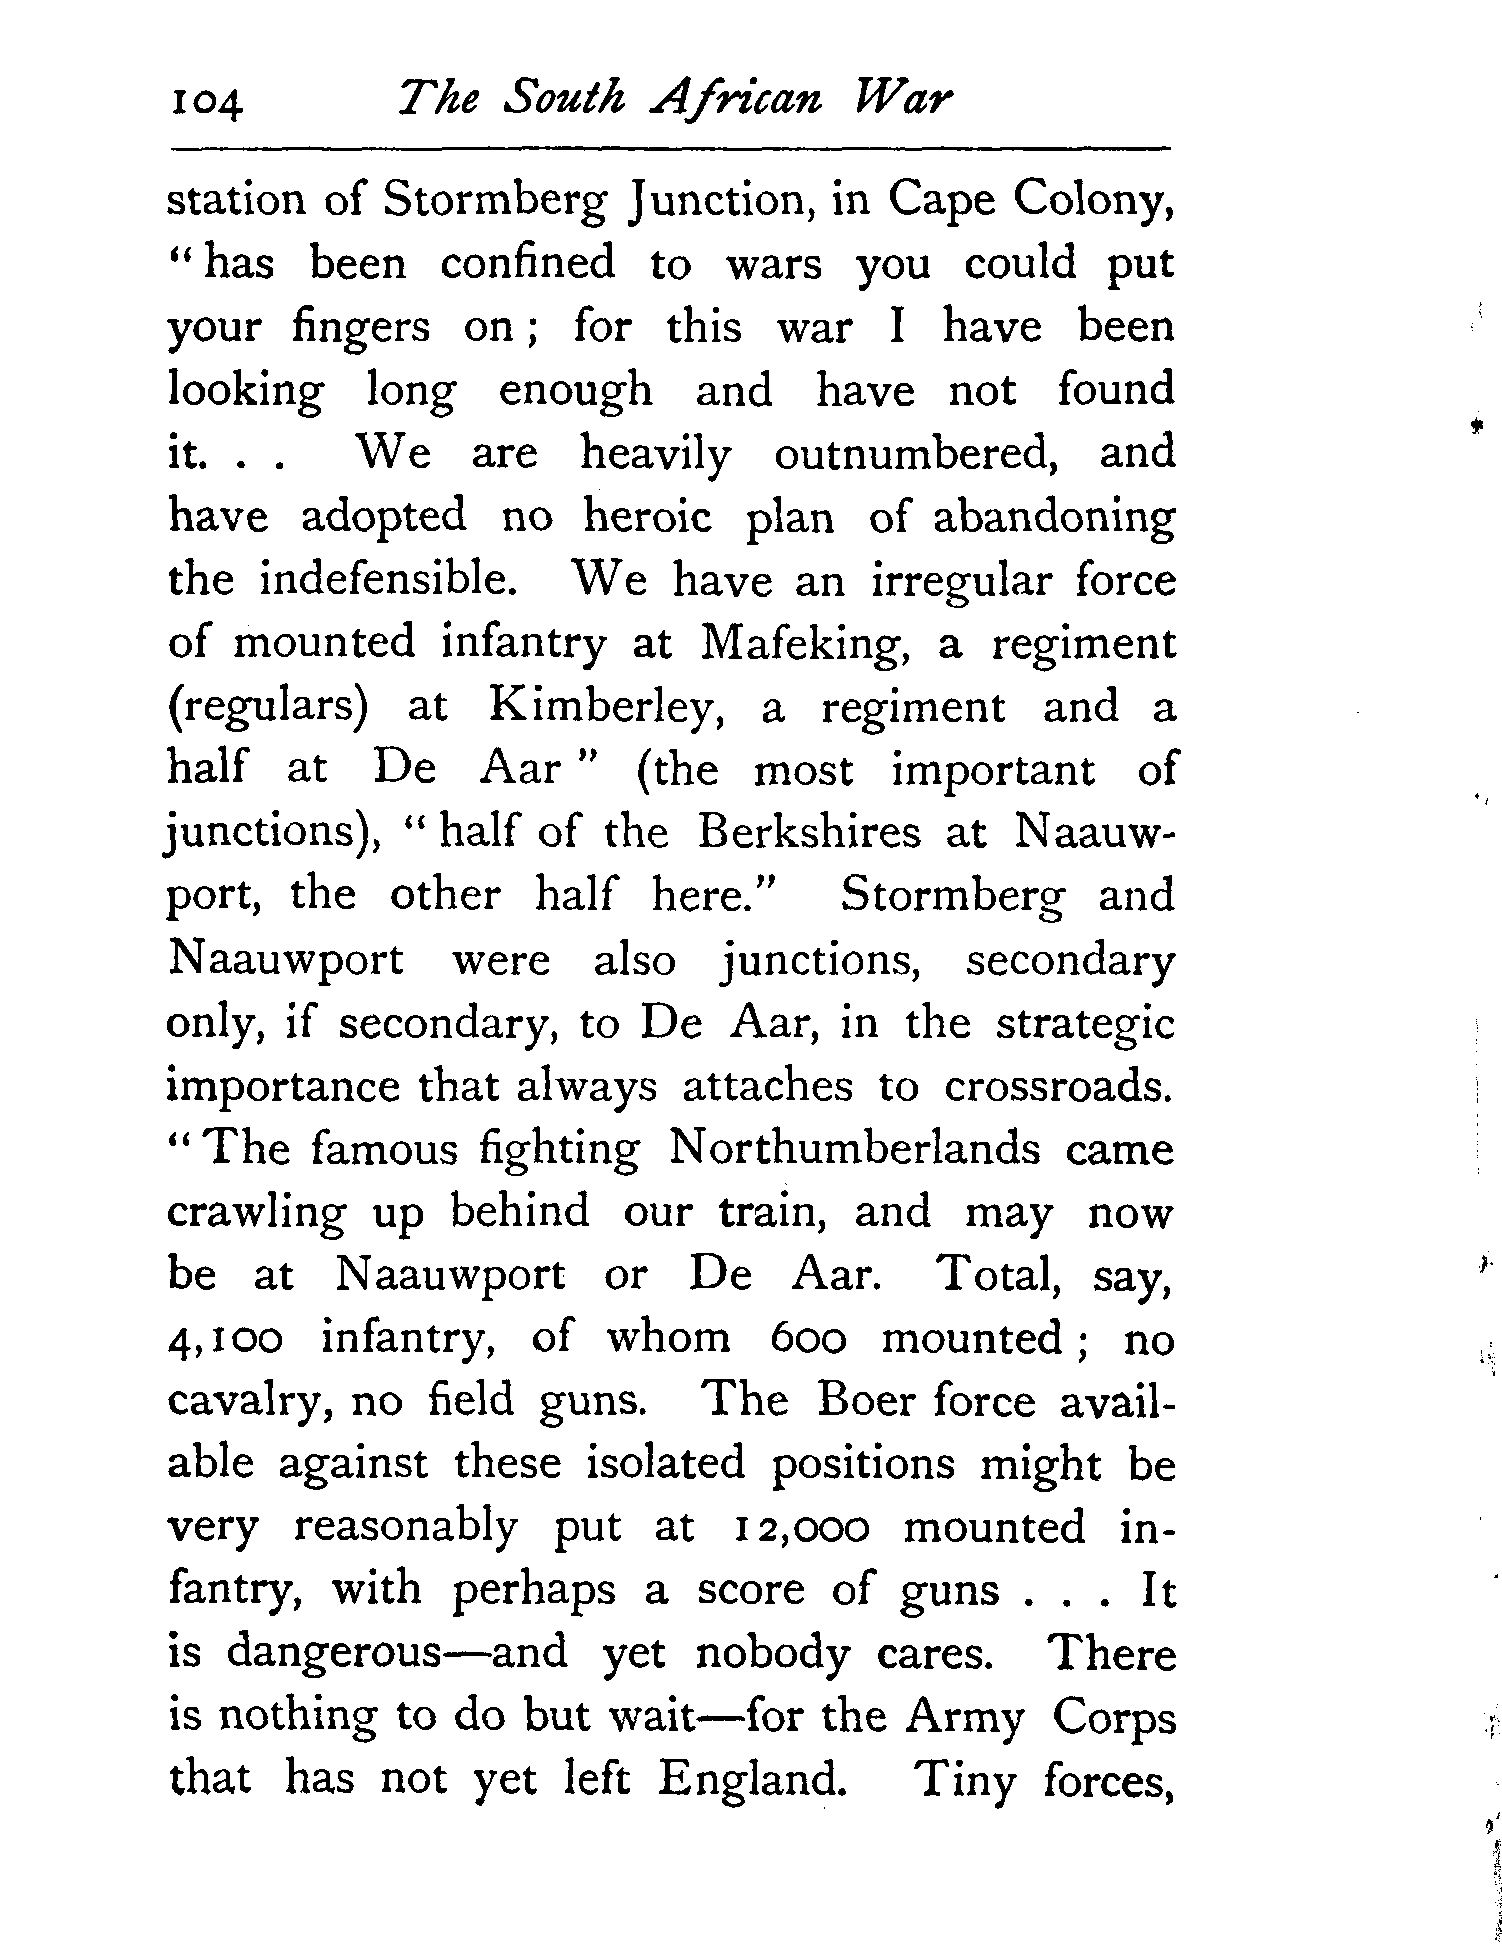 104 The South African War
station of Stormberg Junction, in Cape Colony,
“ has been confined to wars you could put
your fingers on ; for this war I have been
looking long enough and have not found
it. . . We are heavily outnumbered, and
have adopted no heroic plan of abandoning
the indefensible. We have an irregular force
of mounted infantry at Mafeking, a regiment
(regulars) at Kimberley, a regiment and a
half at De Aar ” (the most important of
junctions), “ half of the Berkshires at Naauw-
port, the other half here.” Stormberg and
Naauwport were also junctions, secondary
only, if secondary, to De Aar, in the strategic
importance that always attaches to crossroads.
“ The famous fighting Northumberlands came
crawling up behind our train, and may now
be at Naauwport or De Aar. Total, say,
4,100 infantry, of whom 600 mounted ; no
cavalry, no field guns. The Boer force avail-
able against these isolated positions might be
very reasonably put at 12,000 mounted in-
fantry, with perhaps a score of guns . . . It
is dangerous—and yet nobody cares. There
is nothing to do but wait—for the Army Corps
that has not yet left England. Tiny forces,